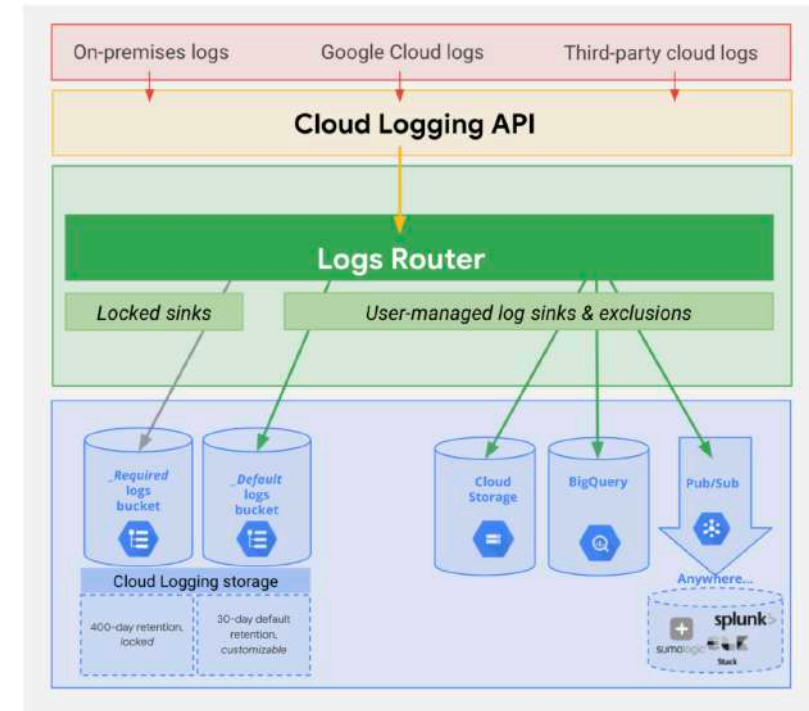 On-premises logs
Google Cloud logs
Third-party cloud logs
Cloud Logging API
Logs Router
Locked sinks
User-managed log sinks & exclusions
_Required
logs
bucket
_Default
logs
bucket
Cloud
Storage
BigQuery
Pub/Sub
Cloud Logging storage
400-day retention,
locked
30-day default
retention,
customizable
Anywhere...
sumologic
splunk>
Stack